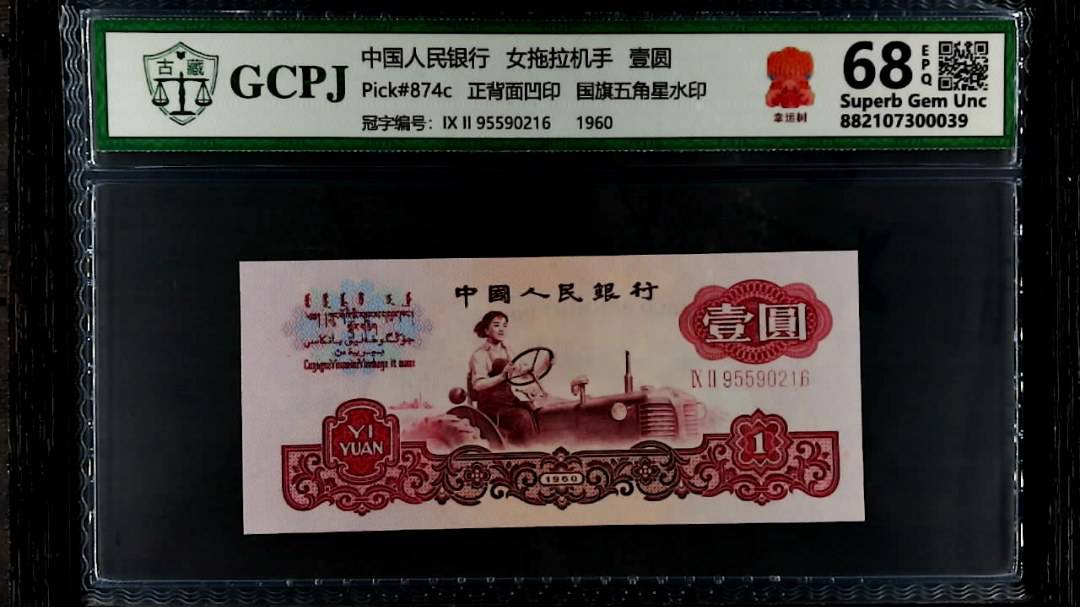 古 藏
GCPJ
中国人民银行 女拖拉机手 壹圆
Pick#874c 正背面凹印 国旗五角星水印
冠字编号: IX II 95590216 1960
幸运树
68 EPQ
Superb Gem Unc
882107300039
中國人民銀行
壹圓
IX II 95590216
YI
YUAN
1960
1